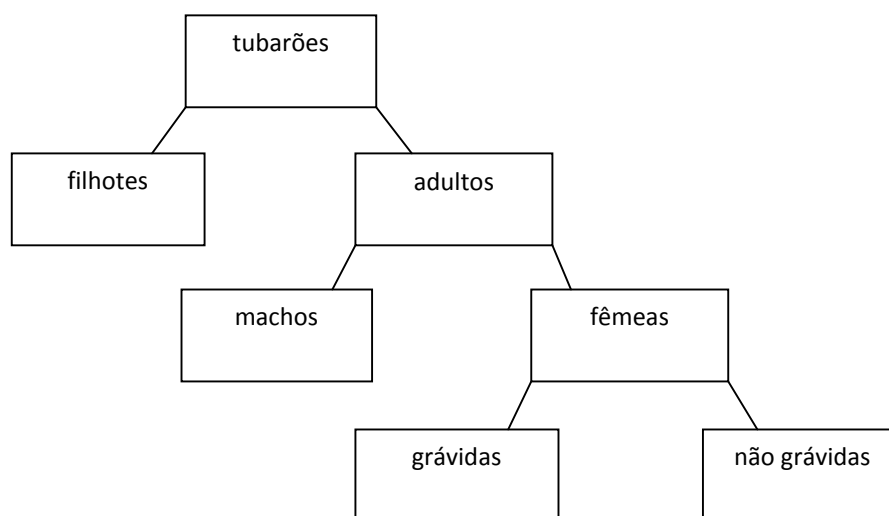 tubarões
filhotes
adultos
machos
fêmeas
grávidas
não grávidas